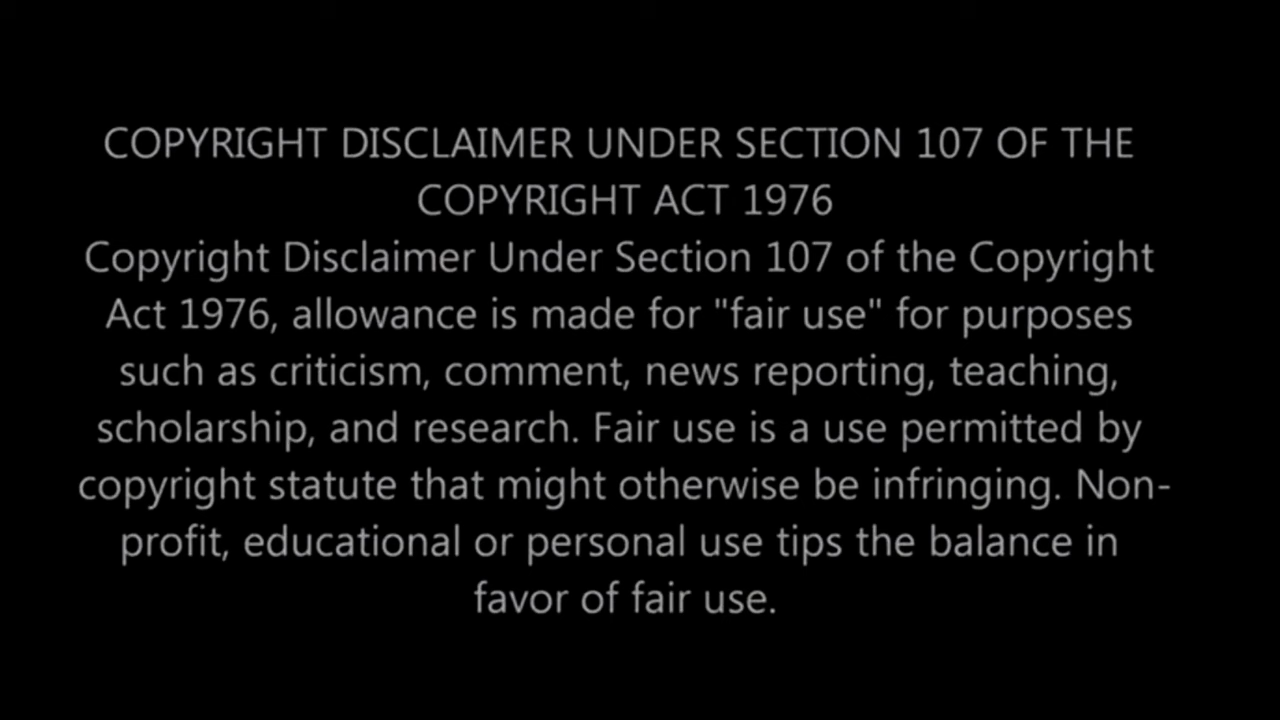 COPYRIGHT DISCLAIMER UNDER SECTION 107 OF THE
COPYRIGHT ACT 1976
Copyright Disclaimer Under Section 107 of the Copyright
Act 1976, allowance is made for "fair use" for purposes
such as criticism, comment, news reporting, teaching,
scholarship, and research. Fair use is a use permitted by
copyright statute that might otherwise be infringing. Non-
profit, educational or personal use tips the balance in
favor of fair use.